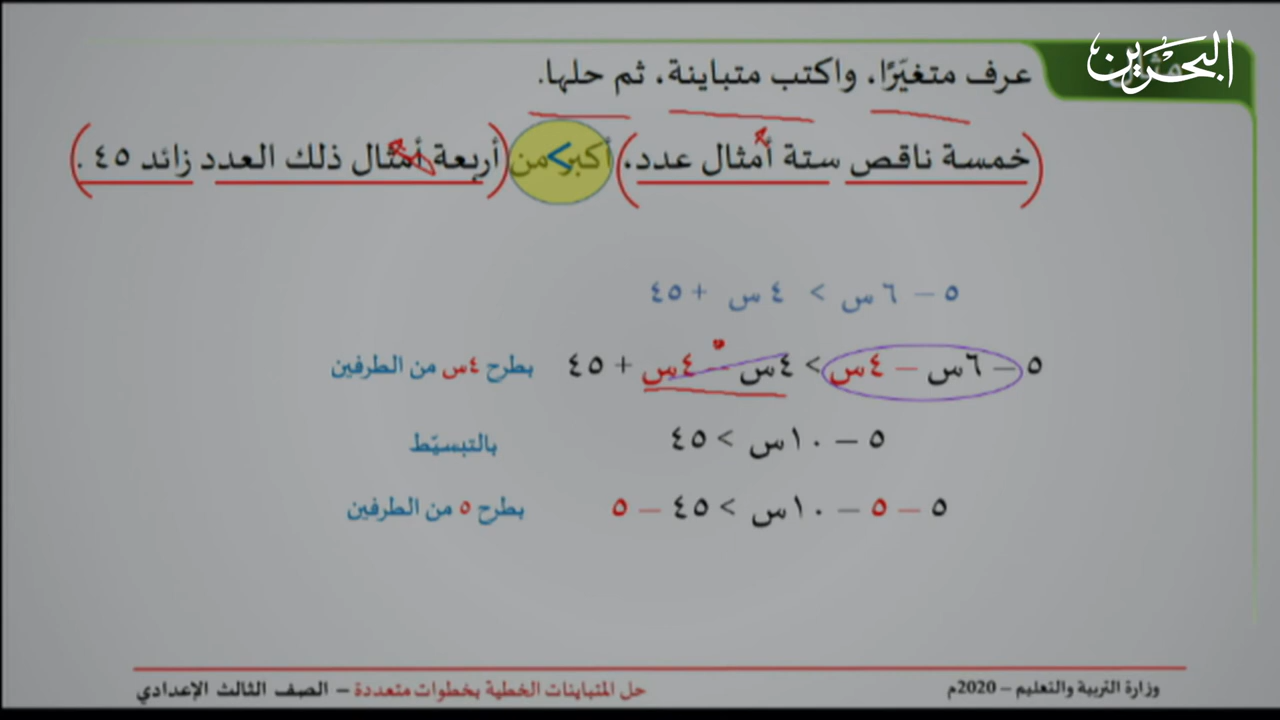 البحرين
مثال
عرف متغيَرًا، واكتب متباينة، ثم حلها.
خمسة ناقص ستة أمثال عدد، أكبر من أربعة أمثال ذلك العدد زائد ٤٥ .
>
٥ – ٦س > ٤س + ٤٥
٥ – ٦س – ٤س > ٤س – ٤س + ٤٥ بطرح ٤س من الطرفين
٥ – ١٠س > ٤٥ بالتبسيّط
٥ – ٥ – ١٠س > ٤٥ – ٥ بطرح ٥ من الطرفين
وزارة التربية والتعليم – 2020م
حل المتباينات الخطية بخطوات متعددة – الصف الثالث الإعدادي